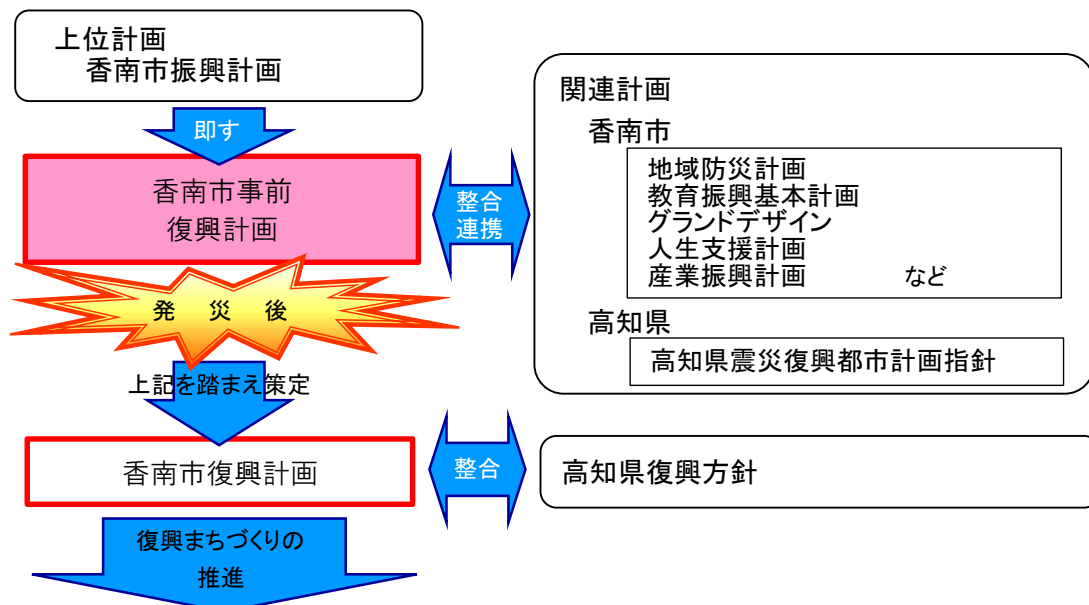 上位計画
香南市振興計画
即す
香南市事前
復興計画
整合
連携
関連計画
香南市
地域防災計画
教育振興基本計画
グランドデザイン
人生支援計画
産業振興計画 など
高知県
高知県震災復興都市計画指針
発 災 後
上記を踏まえ策定
香南市復興計画
整合
高知県復興方針
復興まちづくりの
推進